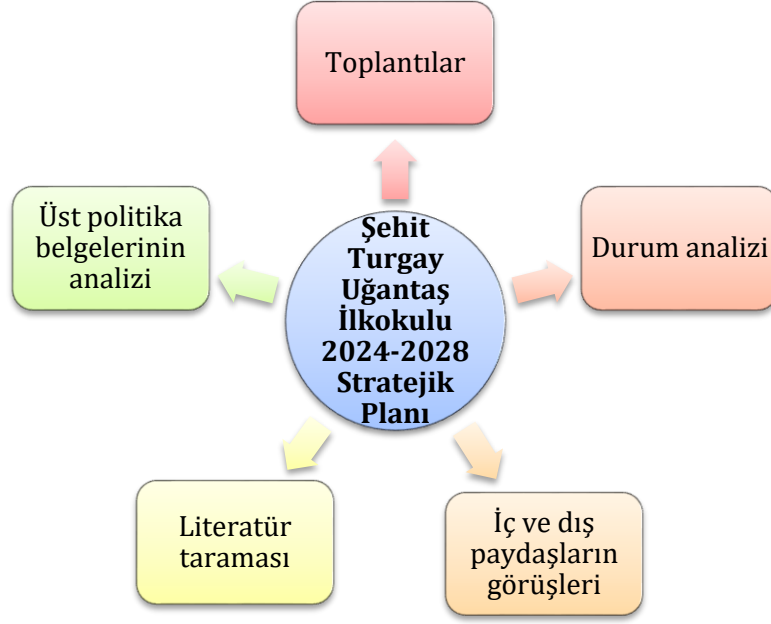 Toplantılar
Üst politika
belgelerinin
analizi
Şehit
Turgay
Uğantaş
İlkokulu
2024-2028
Stratejik
Planı
Durum analizi
Literatür
taraması
İç ve dış
paydaşların
görüşleri